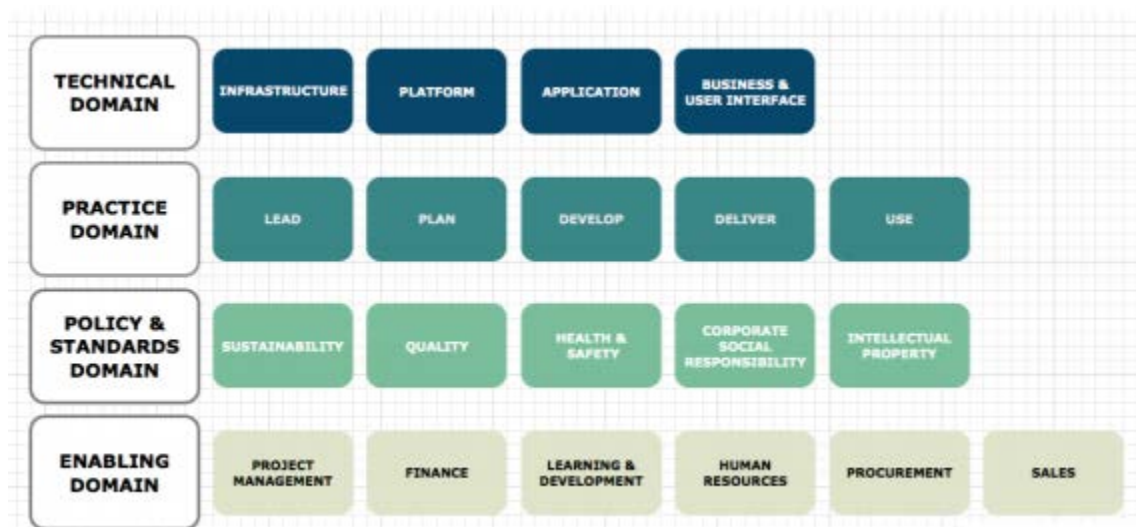 TECHNICAL
DOMAIN
INFRASTRUCTURE
PLATFORM
APPLICATION
BUSINESS &
USER INTERFACE
PRACTICE
DOMAIN
LEAD
PLAN
DEVELOP
DELIVER
USE
POLICY &
STANDARDS
DOMAIN
SUSTAINABILITY
QUALITY
HEALTH &
SAFETY
CORPORATE
SOCIAL
RESPONSIBILITY
INTELLECTUAL
PROPERTY
ENABLING
DOMAIN
PROJECT
MANAGEMENT
FINANCE
LEARNING &
DEVELOPMENT
HUMAN
RESOURCES
PROCUREMENT
SALES